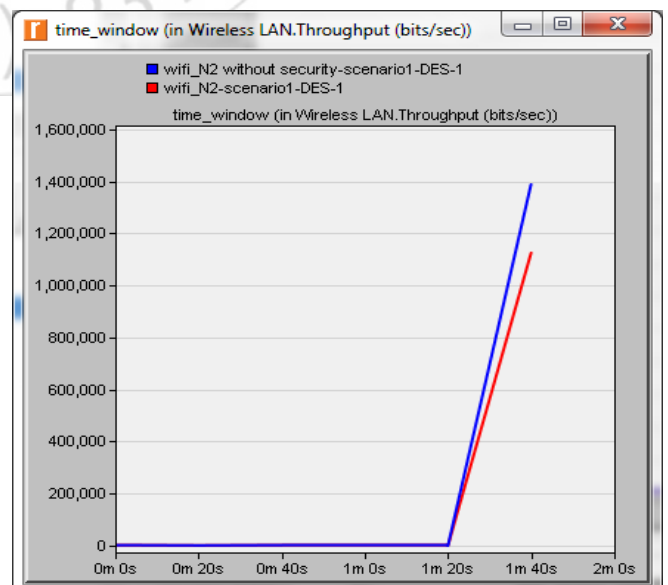 time_window (in Wireless LAN.Throughput (bits/sec))
wifi_N2 without security-scenario1-DES-1
wifi_N2-scenario1-DES-1
time_window (in Wireless LAN.Throughput (bits/sec))
1,600,000
1,400,000
1,200,000
1,000,000
800,000
600,000
400,000
200,000
0
0m 0s 0m 20s 0m 40s 1m 0s 1m 20s 1m 40s 2m 0s